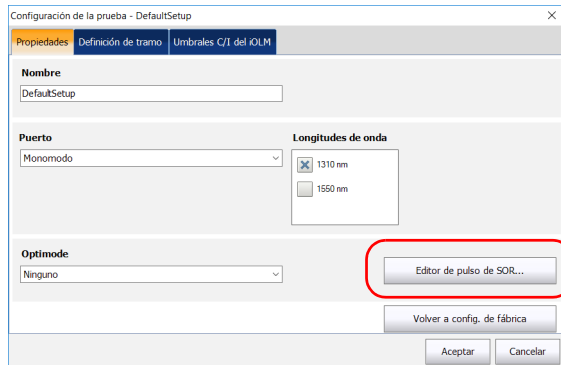 Configuración de la prueba - DefaultSetup
Propiedades Definición de tramo Umbrales C/I del iOLM
Nombre
DefaultSetup
Puerto
Monomodo
Longitudes de onda
1310 nm
1550 nm
Optimode
Ninguno
Editor de pulso de SOR...
Volver a config. de fábrica
Aceptar Cancelar